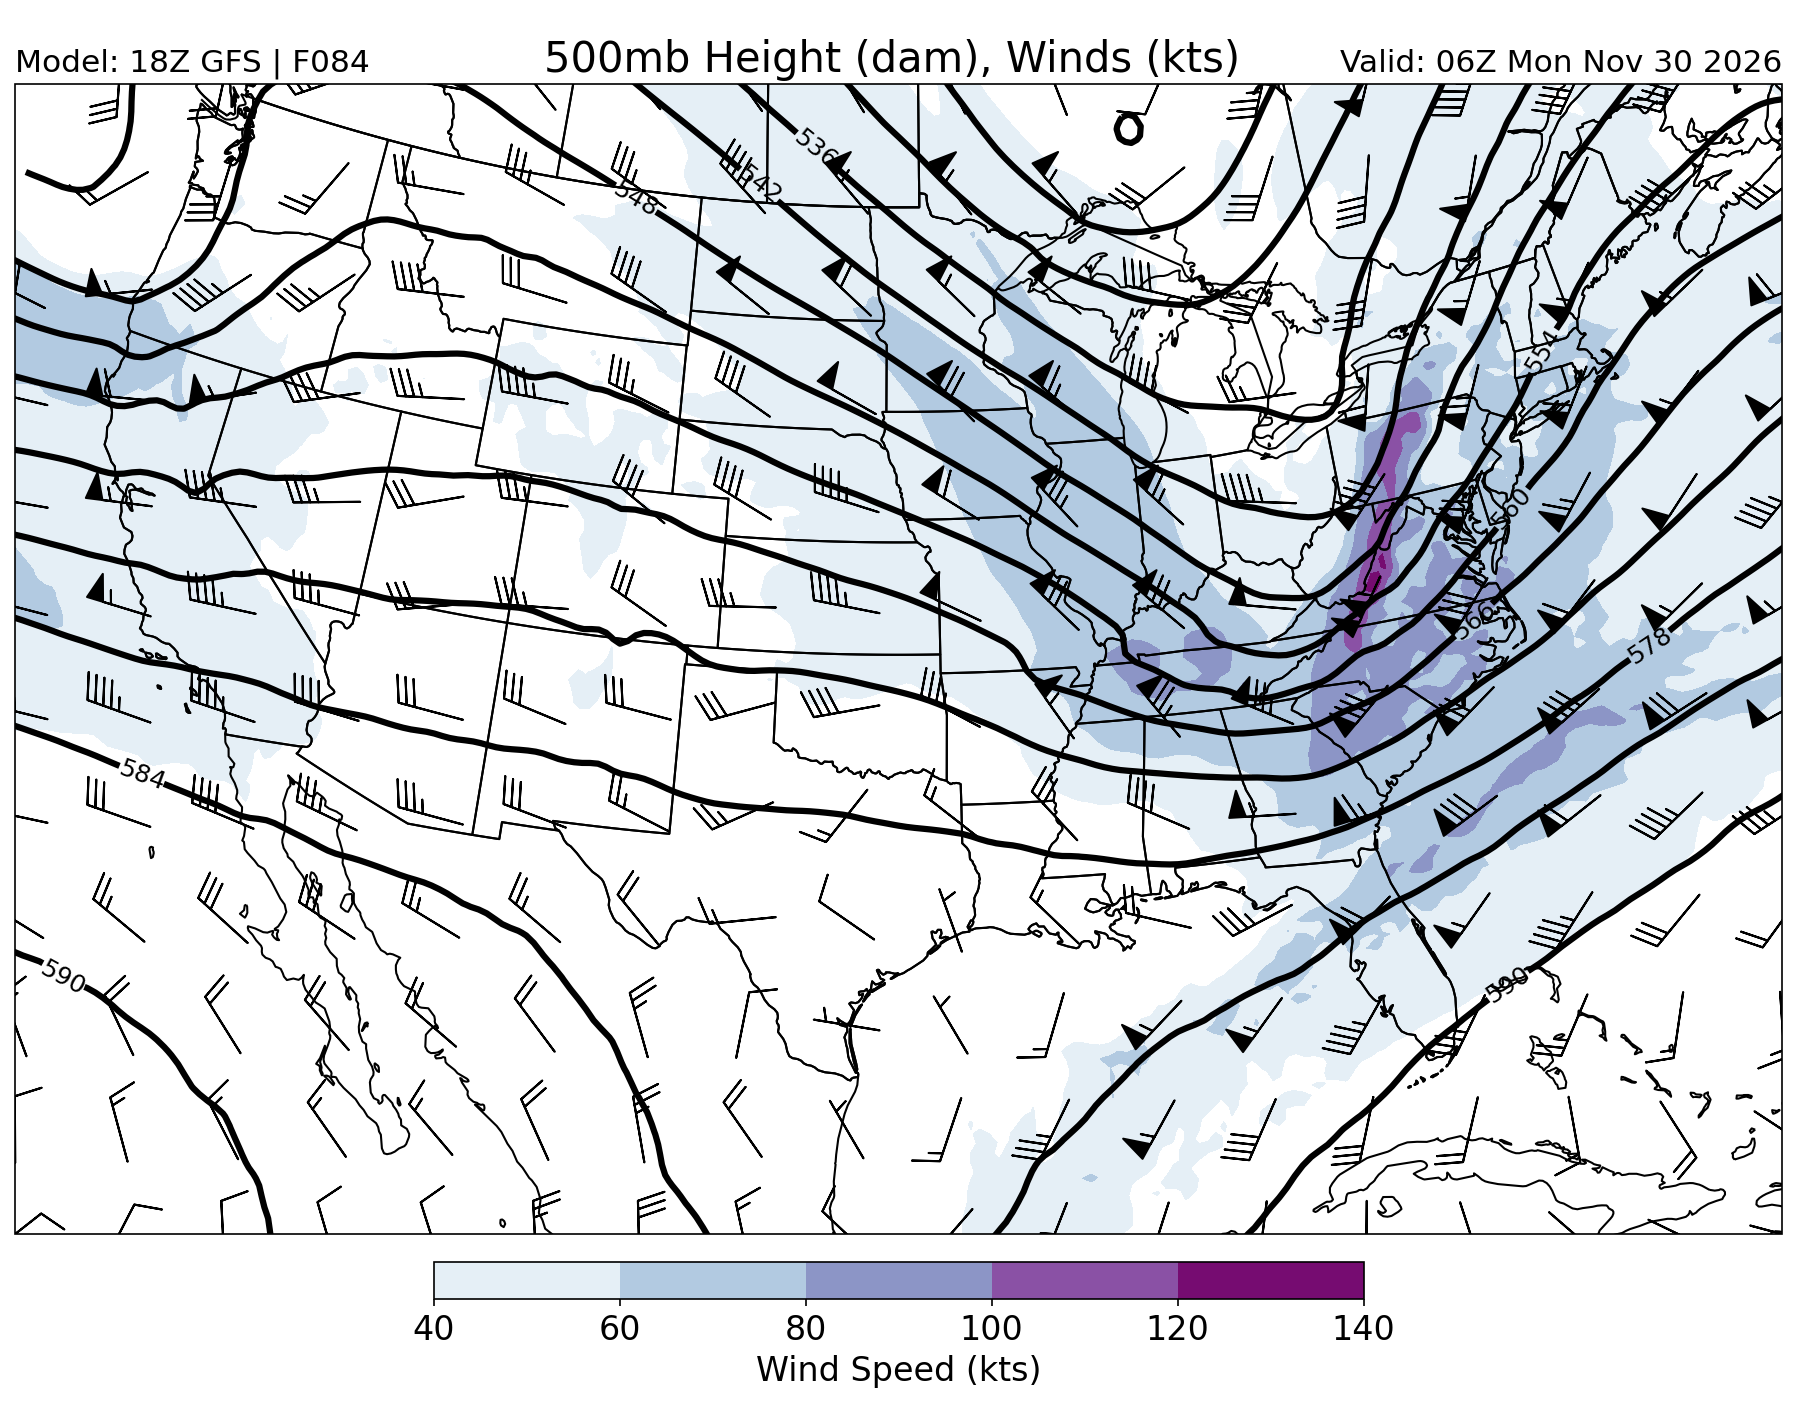 Model: 18Z GFS | F084
500mb Height (dam), Winds (kts)
Valid: 06Z Mon Nov 30 2026
536
542
548
554
560
566
578
584
590
590
40 60 80 100 120 140
Wind Speed (kts)